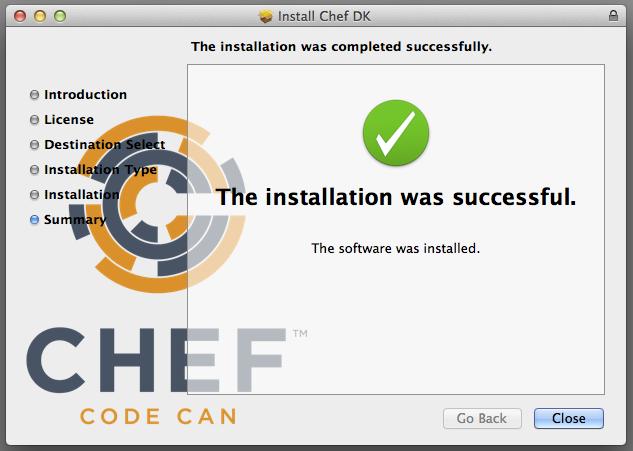 Install Chef DK
The installation was completed successfully.
Introduction
License
Destination Select
Installation Type
Installation
Summary
The installation was successful.
The software was installed.
CHEF™
CODE CAN
Go Back
Close